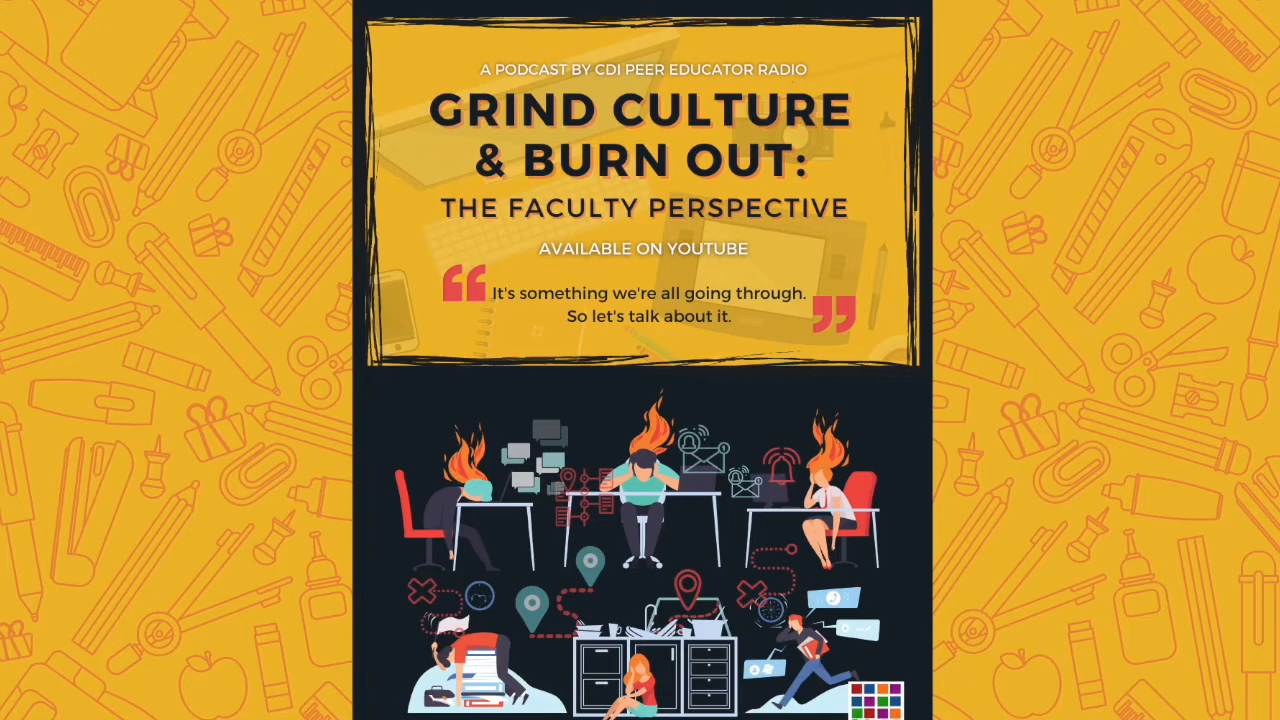 A PODCAST BY CDI PEER EDUCATOR RADIO
GRIND CULTURE
& BURN OUT:
THE FACULTY PERSPECTIVE
AVAILABLE ON YOUTUBE
“ It's something we're all going through.
So let's talk about it. ”
1